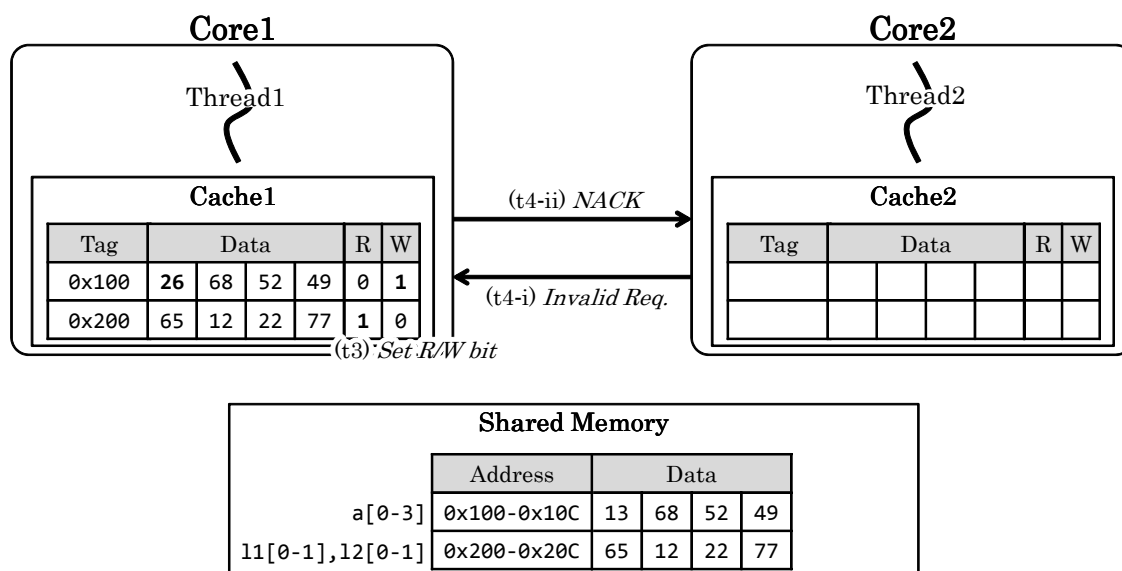 Core1
Core2
Thread1
Thread2
Cache1
Cache2
(t4-ii) NACK
(t4-i) Invalid Req.
Tag Data R W
0x100 26 68 52 49 0 1
0x200 65 12 22 77 1 0
(t3) Set R/W bit
Tag Data R W
Shared Memory
Address Data
a[0-3] 0x100-0x10C 13 68 52 49
l1[0-1],l2[0-1] 0x200-0x20C 65 12 22 77